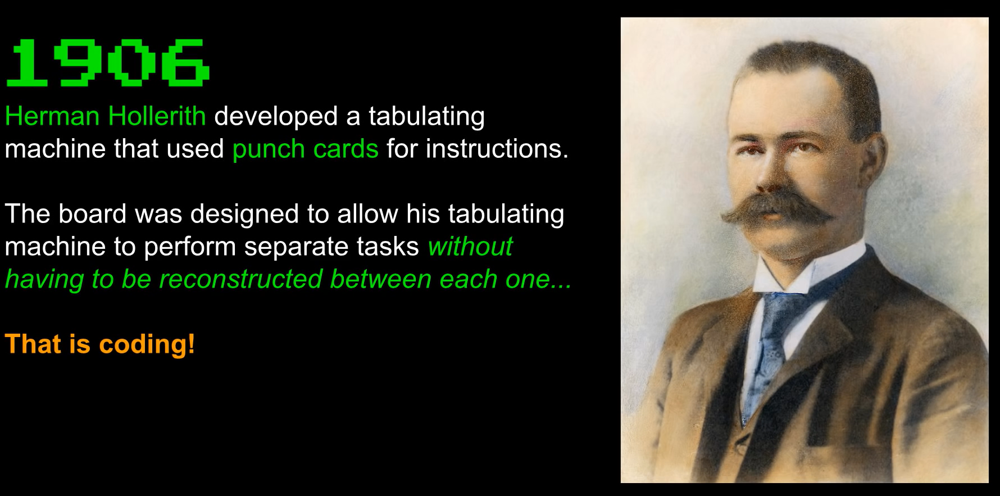 1906
Herman Hollerith developed a tabulating
machine that used punch cards for instructions.
The board was designed to allow his tabulating
machine to perform separate tasks without
having to be reconstructed between each one...
That is coding!